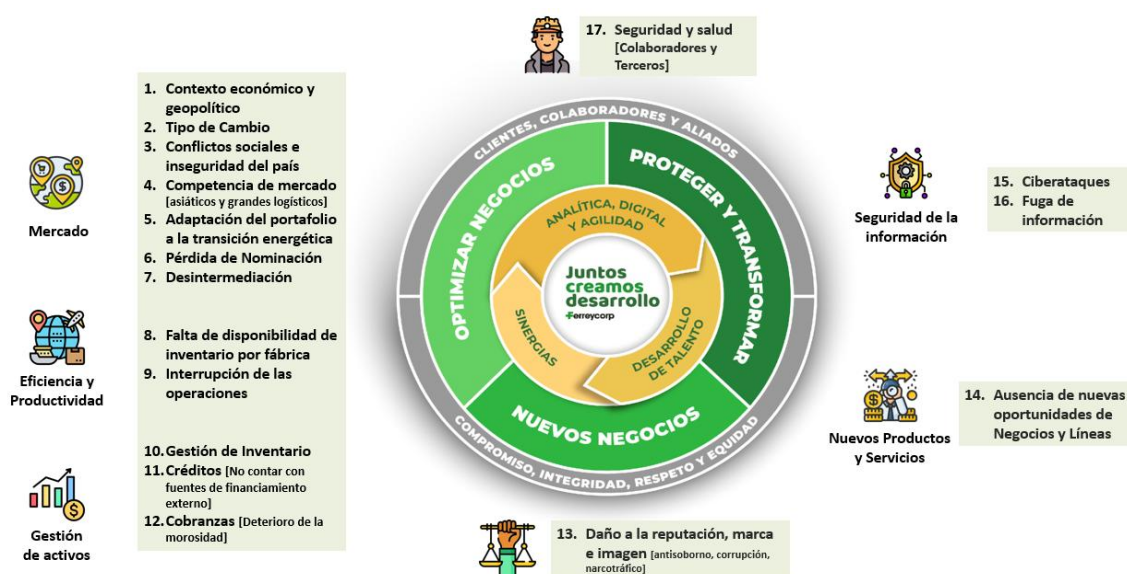 17. Seguridad y salud
[Colaboradores y
Terceros]
1. Contexto económico y
geopolítico
2. Tipo de Cambio
3. Conflictos sociales e
inseguridad del país
4. Competencia de mercado
[asiáticos y grandes logísticos]
5. Adaptación del portafolio
a la transición energética
6. Pérdida de Nominación
7. Desintermediación
Mercado
8. Falta de disponibilidad de
inventario por fábrica
9. Interrupción de las
operaciones
Eficiencia y
Productividad
10. Gestión de Inventario
11. Créditos [No contar con
fuentes de financiamiento
externo]
12. Cobranzas [Deterioro de la
morosidad]
Gestión
de activos
CLIENTES, COLABORADORES Y ALIADOS
OPTIMIZAR NEGOCIOS
PROTEGER Y TRANSFORMAR
NUEVOS NEGOCIOS
ANALÍTICA, DIGITAL
Y AGILIDAD
SINERGIAS
DESARROLLO
DE TALENTO
Juntos
creamos
desarrollo
Ferreycorp
COMPROMISO, INTEGRIDAD, RESPETO Y EQUIDAD
15. Ciberataques
16. Fuga de
información
Seguridad de la
información
14. Ausencia de nuevas
oportunidades de
Negocios y Líneas
Nuevos Productos
y Servicios
13. Daño a la reputación, marca
e imagen [antisoborno, corrupción,
narcotráfico]